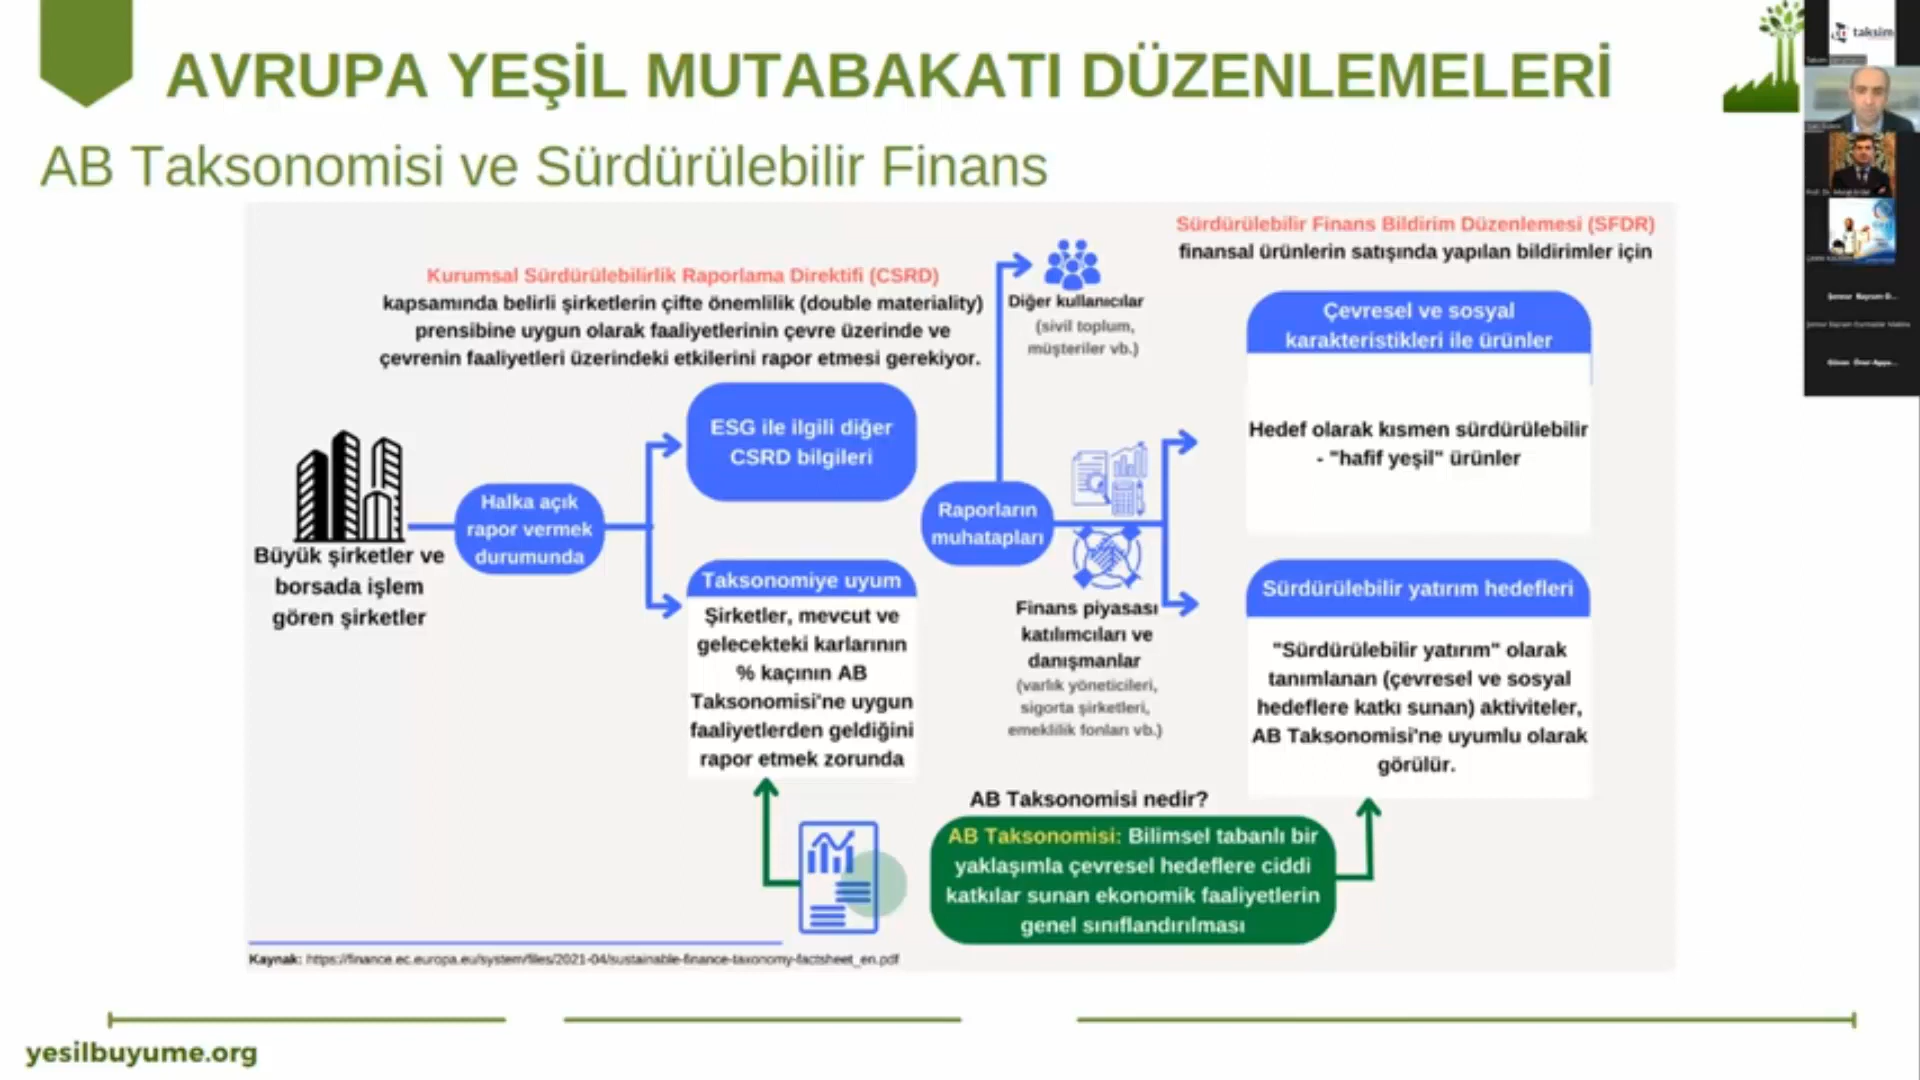 AVRUPA YEŞİL MUTABAKATI DÜZENLEMELERİ
AB Taksonomisi ve Sürdürülebilir Finans
Kurumsal Sürdürülebilirlik Raporlama Direktifi (CSRD)
kapsamında belirli şirketlerin çifte önemlilik (double materiality)
prensibine uygun olarak faaliyetlerinin çevre üzerinde ve
çevrenin faaliyetleri üzerindeki etkilerini rapor etmesi gerekiyor.
Büyük şirketler ve
borsada işlem
gören şirketler
Halka açık
rapor vermek
durumunda
ESG ile ilgili diğer
CSRD bilgileri
Taksonomiye uyum
Şirketler, mevcut ve
gelecekteki karlarının
% kaçının AB
Taksonomisi'ne uygun
faaliyetlerden geldiğini
rapor etmek zorunda
Diğer kullanıcılar
(sivil toplum,
müşteriler vb.)
Raporların
muhatapları
Finans piyasası
katılımcıları ve
danışmanlar
(varlık yöneticileri,
sigorta şirketleri,
emeklilik fonları vb.)
Sürdürülebilir Finans Bildirim Düzenlemesi (SFDR)
finansal ürünlerin satışında yapılan bildirimler için
Çevresel ve sosyal
karakteristikleri ile ürünler
Hedef olarak kısmen sürdürülebilir
- "hafif yeşil" ürünler
Sürdürülebilir yatırım hedefleri
"Sürdürülebilir yatırım" olarak
tanımlanan (çevresel ve sosyal
hedeflere katkı sunan) aktiviteler,
AB Taksonomisi'ne uyumlu olarak
görülür.
AB Taksonomisi nedir?
AB Taksonomisi: Bilimsel tabanlı bir
yaklaşımla çevresel hedeflere ciddi
katkılar sunan ekonomik faaliyetlerin
genel sınıflandırılması
Kaynak: https://finance.ec.europa.eu/system/files/2021-04/sustainable-finance-taxonomy-factsheet_en.pdf
yesilbuyume.org
taksim